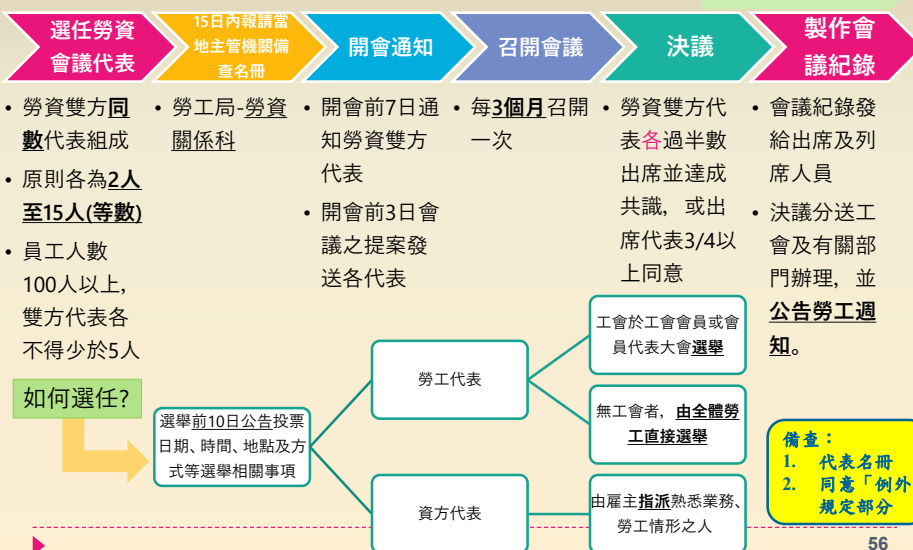 選任勞資
會議代表
15日內報請當
地主管機關備
查名冊
開會通知
召開會議
決議
製作會
議紀錄
• 勞資雙方同
數代表組成
• 原則各為2人
至15人(等數)
• 員工人數
100人以上，
雙方代表各
不得少於5人
• 勞工局-勞資
關係科
• 開會前7日通
知勞資雙方
代表
• 開會前3日會
議之提案發
送各代表
• 每3個月召開
一次
• 勞資雙方代
表各過半數
出席並達成
共識，或出
席代表3/4以
上同意
• 會議紀錄發
給出席及列
席人員
• 決議分送工
會及有關部
門辦理，並
公告勞工週
知。
如何選任?
選舉前10日公告投票
日期、時間、地點及方
式等選舉相關事項
勞工代表
資方代表
工會於工會會員或會
員代表大會選舉
無工會者，由全體勞
工直接選舉
由雇主指派熟悉業務、
勞工情形之人
備查：
1. 代表名冊
2. 同意「例外
規定部分
56